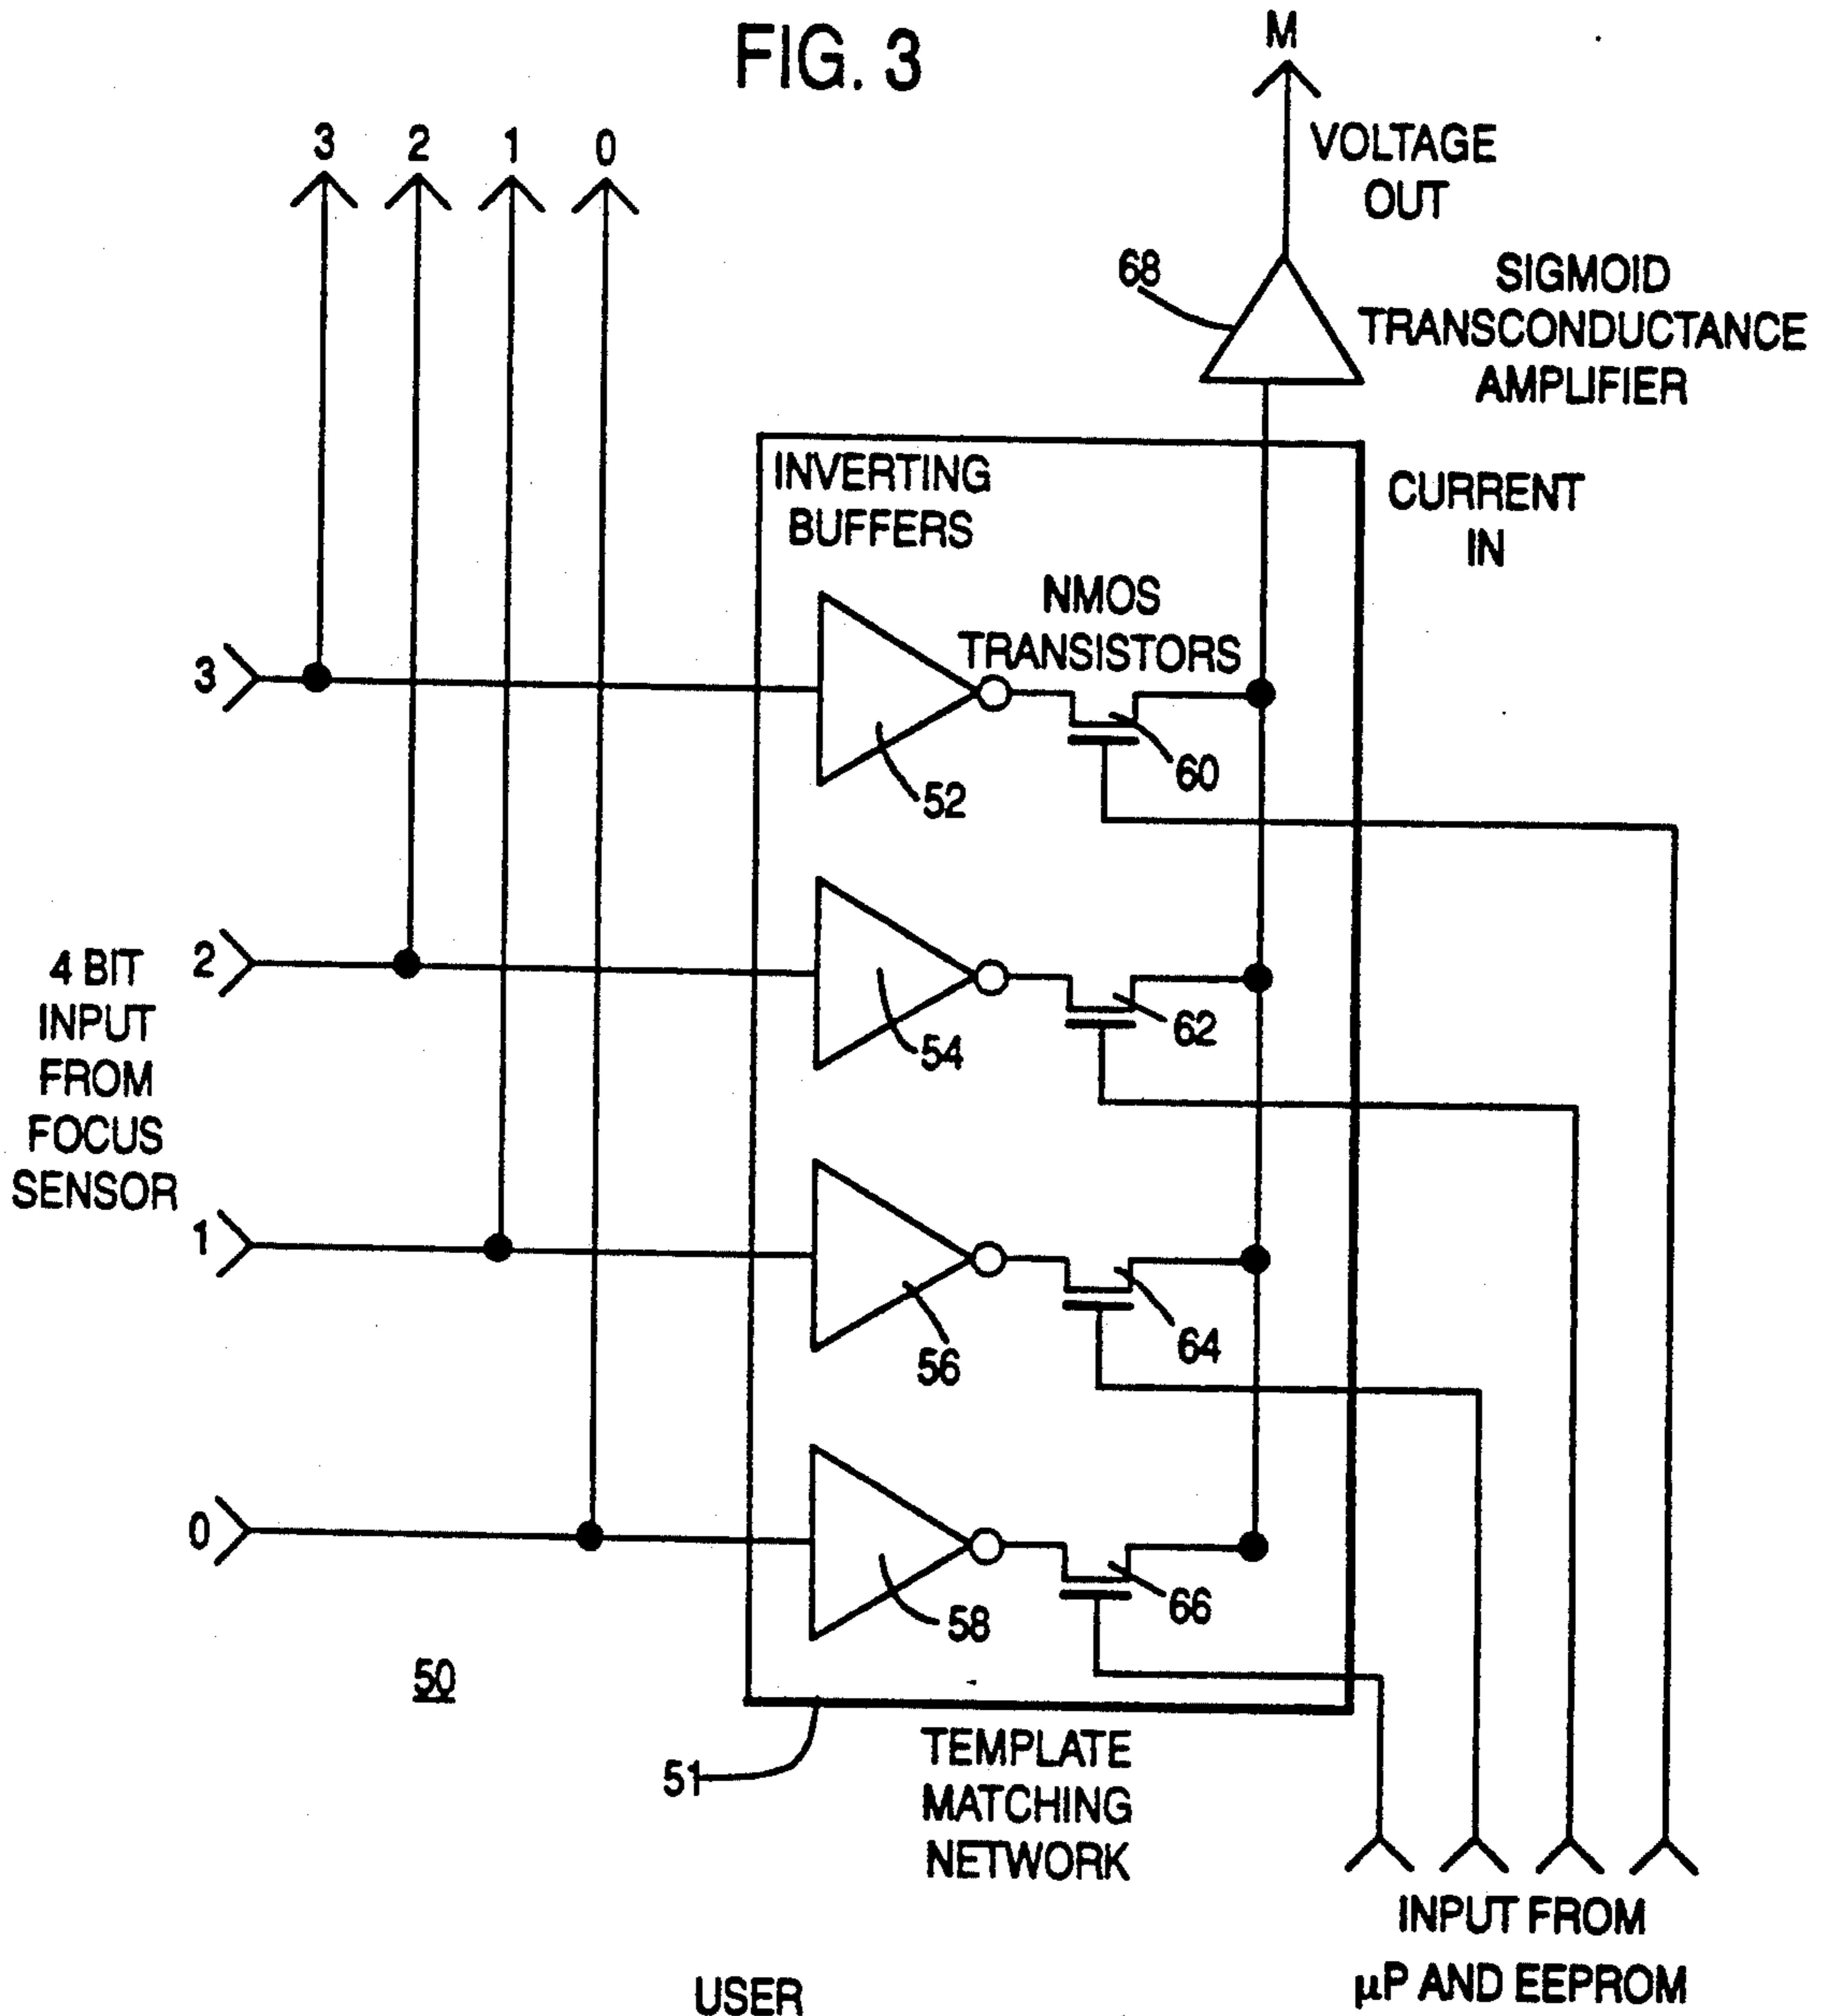 FIG. 3
M
3 2 1 0
VOLTAGE
OUT
68
SIGMOID
TRANSCONDUCTANCE
AMPLIFIER
INVERTING
BUFFERS
CURRENT
IN
NMOS
TRANSISTORS
3
60
52
4 BIT
INPUT
FROM
FOCUS
SENSOR
2
62
54
1
64
56
0
66
58
50
51
TEMPLATE
MATCHING
NETWORK
INPUT FROM
µP AND EEPROM
USER